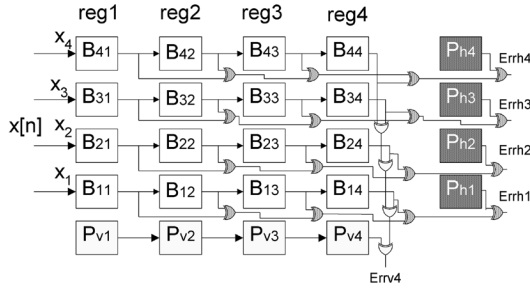 reg1 reg2 reg3 reg4
x4 B41 B42 B43 B44 Ph4 Errh4
x3 B31 B32 B33 B34 Ph3 Errh3
x[n]
x2 B21 B22 B23 B24 Ph2 Errh2
x1 B11 B12 B13 B14 Ph1 Errh1
Pv1 Pv2 Pv3 Pv4
Errv4